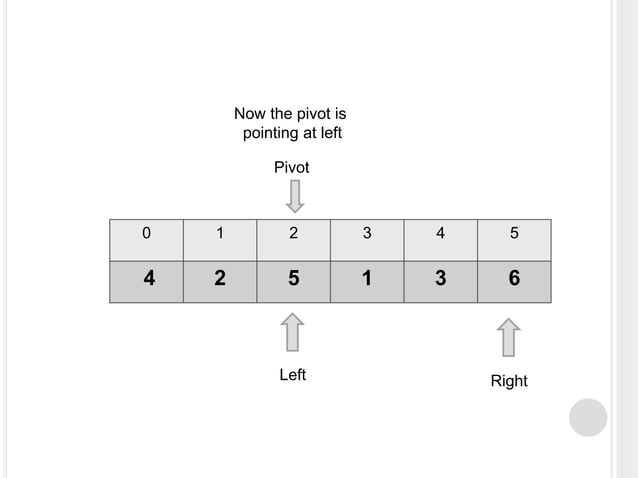 Now the pivot is
pointing at left
Pivot
0 1 2 3 4 5
4 2 5 1 3 6
Left
Right